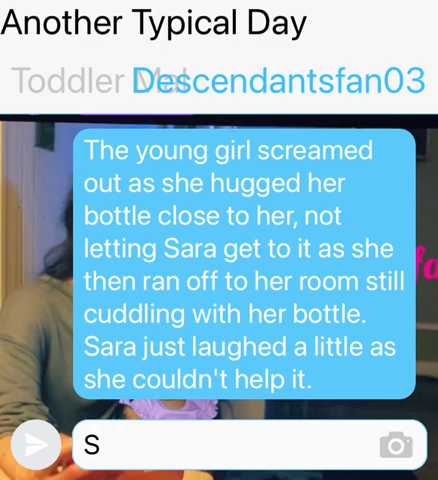 Another Typical Day
Toddler Mal
Descendantsfan03
The young girl screamed
out as she hugged her
bottle close to her, not
letting Sara get to it as she
then ran off to her room still
cuddling with her bottle.
Sara just laughed a little as
she couldn't help it.
fa
S